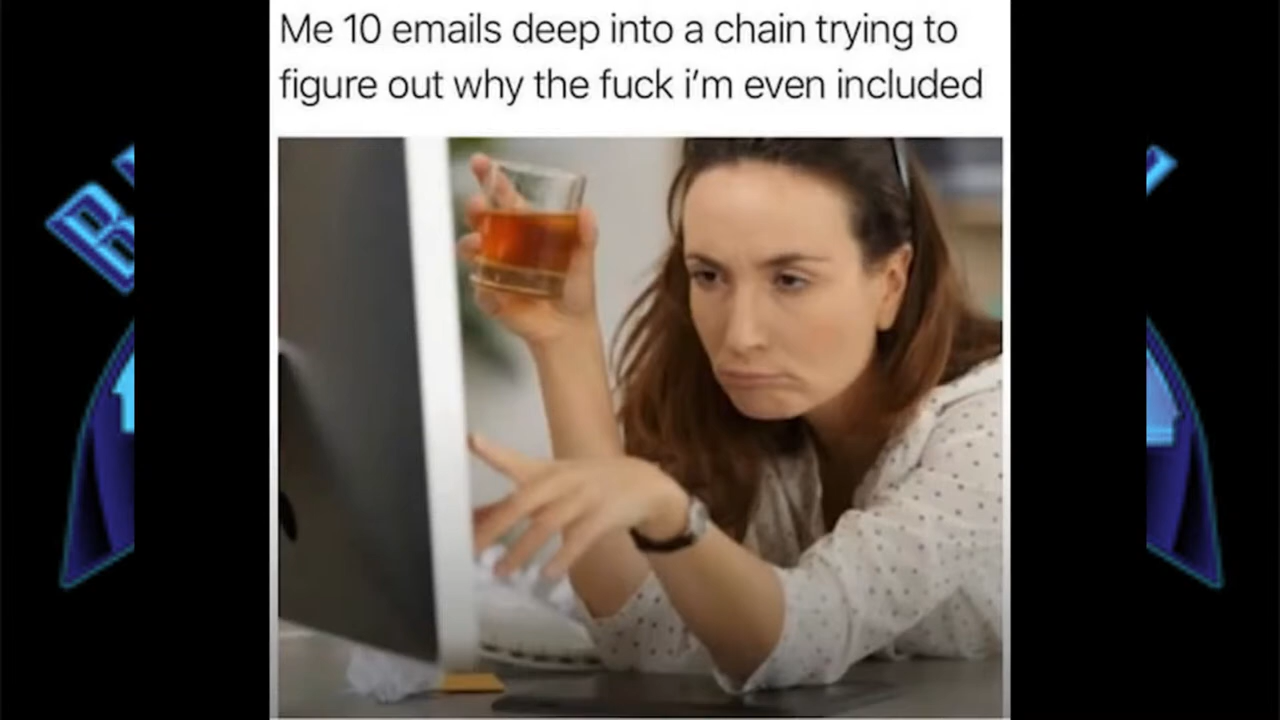 Me 10 emails deep into a chain trying to
figure out why the fuck i'm even included